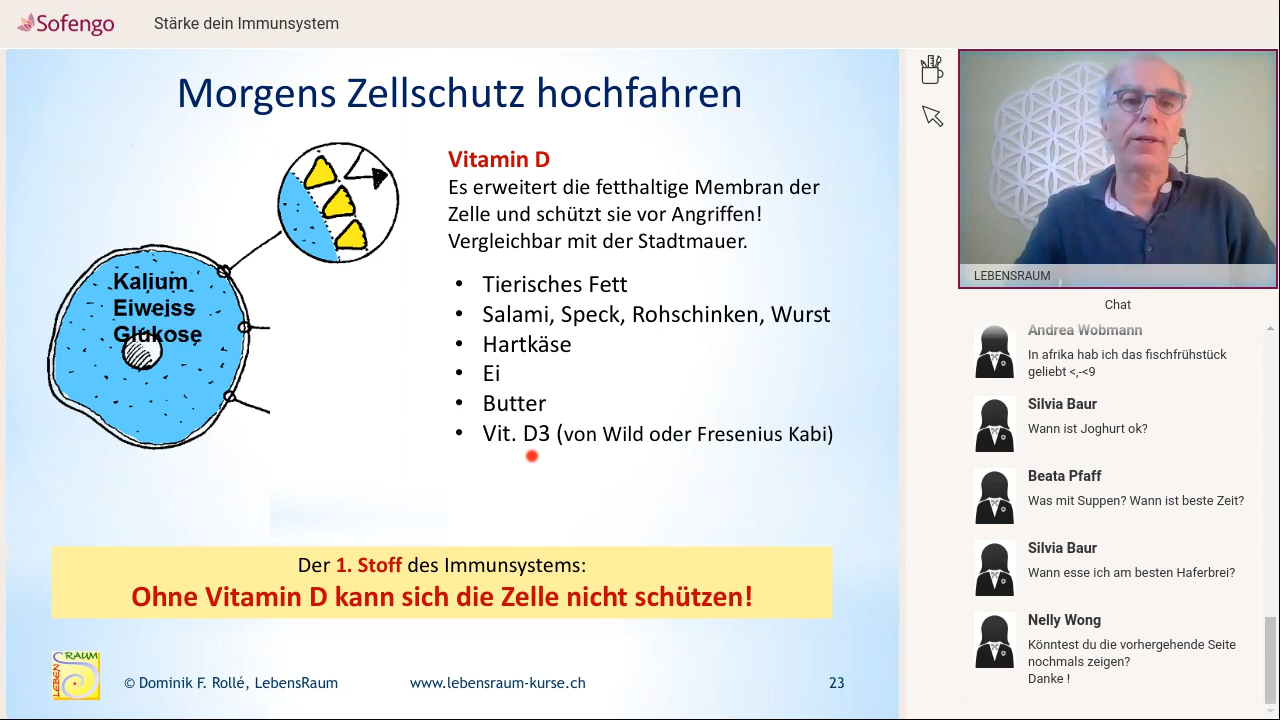 Sofengo
Stärke dein Immunsystem
Morgens Zellschutz hochfahren
Kalium
Eiweiss
Glukose
Vitamin D
Es erweitert die fetthaltige Membran der
Zelle und schützt sie vor Angriffen!
Vergleichbar mit der Stadtmauer.
• Tierisches Fett
• Salami, Speck, Rohschinken, Wurst
• Hartkäse
• Ei
• Butter
• Vit. D3 (von Wild oder Fresenius Kabi)
Der 1. Stoff des Immunsystems:
Ohne Vitamin D kann sich die Zelle nicht schützen!
LEBENS
RAUM
© Dominik F. Rollé, LebensRaum
www.lebensraum-kurse.ch
23
LEBENSRAUM
Chat
Andrea Wobmann
In afrika hab ich das fischfrühstück
geliebt <,-<9
Silvia Baur
Wann ist Joghurt ok?
Beata Pfaff
Was mit Suppen? Wann ist beste Zeit?
Silvia Baur
Wann esse ich am besten Haferbrei?
Nelly Wong
Könntest du die vorhergehende Seite
nochmals zeigen?
Danke !